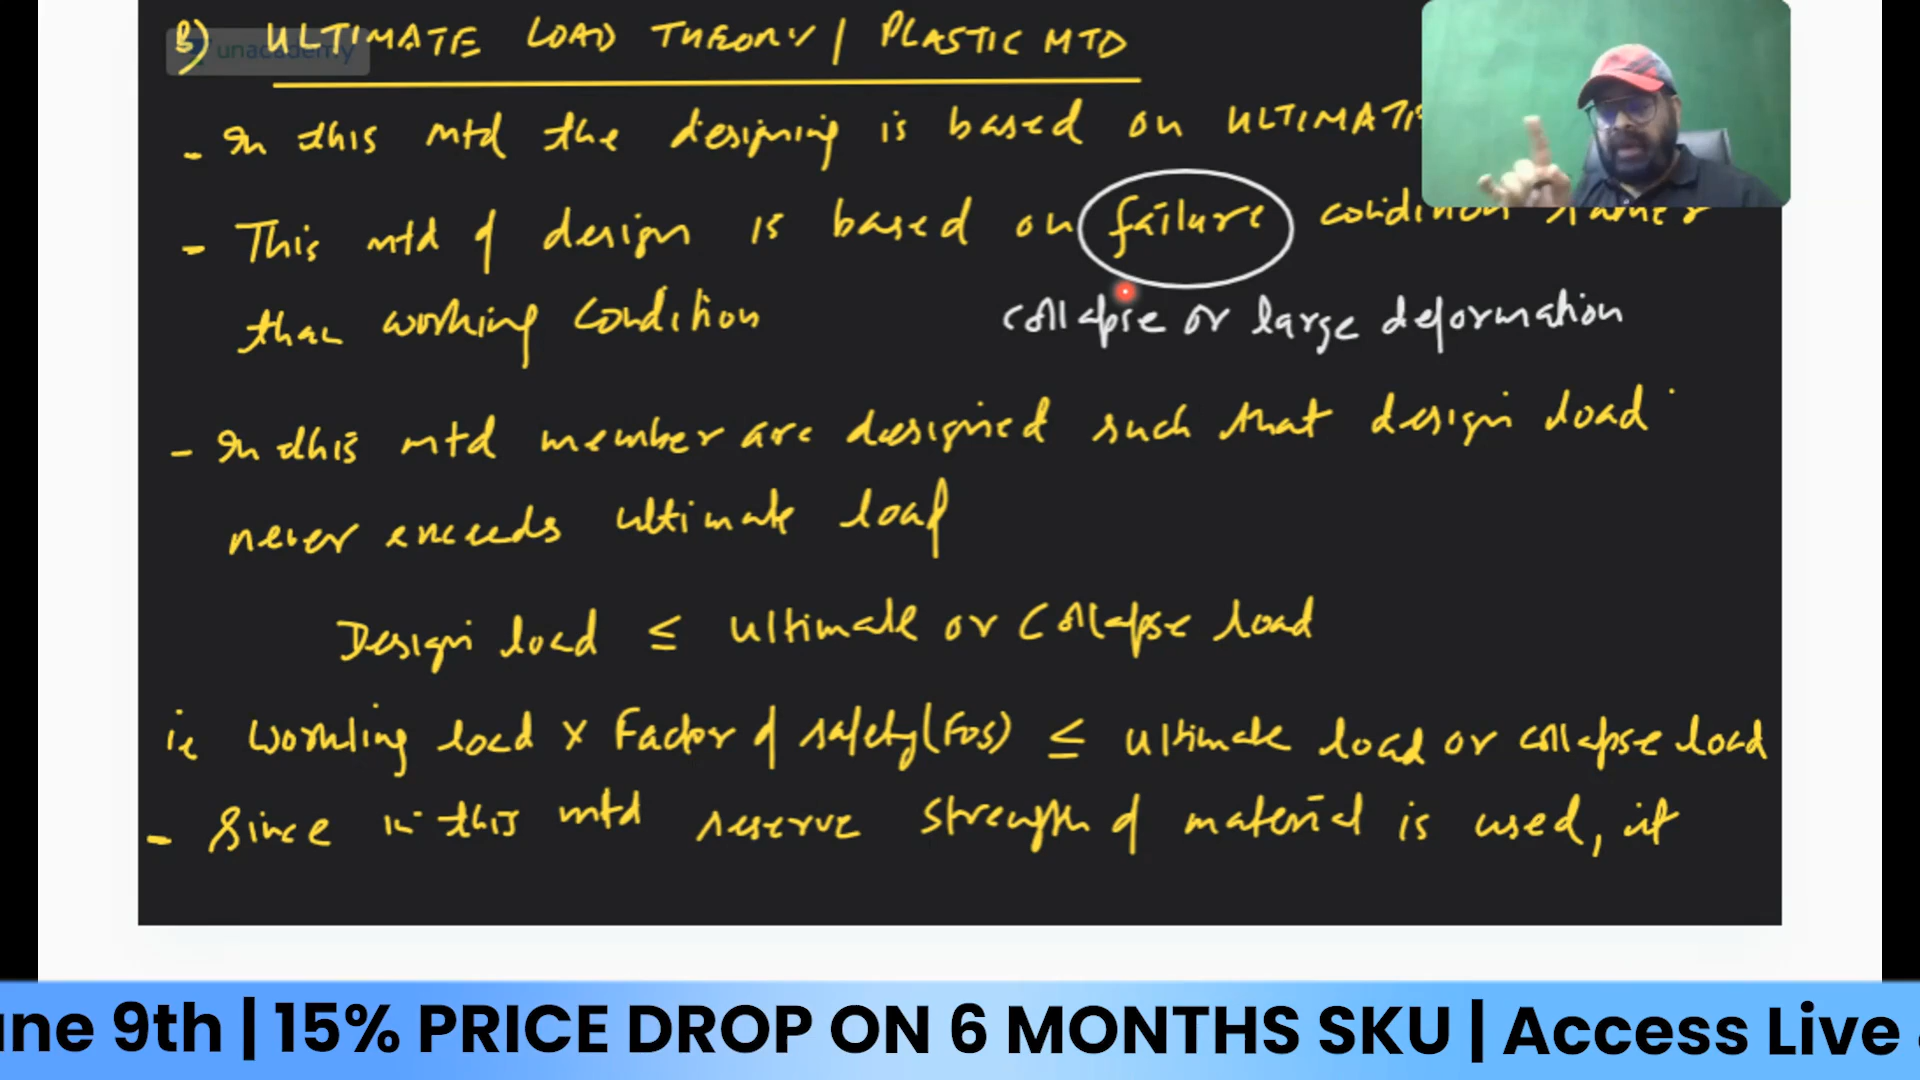 B) ULTIMATE LOAD THEORY / PLASTIC MTD
unacademy
- In this mtd the designing is based on ULTIMATE
- This mtd of design is based on failure condition rather
than working condition
collapse or large deformation
- In this mtd member are designed such that design load
never exceeds ultimate load
Design load ≤ ultimate or collapse load
ie working load x Factor of safety (FOS) ≤ ultimate load or collapse load
- Since in this mtd reserve strength of material is used, it
une 9th | 15% PRICE DROP ON 6 MONTHS SKU | Access Live